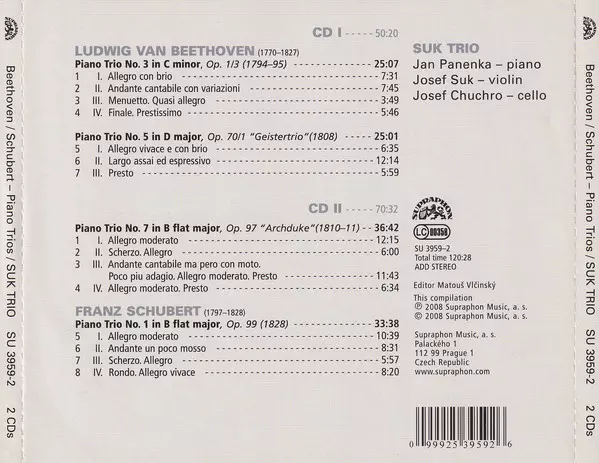 Beethoven / Schubert – Piano Trios / SUK TRIO SU 3959-2 2 CDs
CD I ----- 50:20
LUDWIG VAN BEETHOVEN (1770–1827)
Piano Trio No. 3 in C minor, Op. 1/3 (1794–95) ---------- 25:07
1 I. Allegro con brio ---------- 7:31
2 II. Andante cantabile con variazioni ---------- 7:45
3 III. Menuetto. Quasi allegro ---------- 3:49
4 IV. Finale. Prestissimo ---------- 5:46
Piano Trio No. 5 in D major, Op. 70/1 "Geistertrio"(1808) ----- 25:01
5 I. Allegro vivace e con brio ---------- 6:35
6 II. Largo assai ed espressivo ---------- 12:14
7 III. Presto ---------- 5:59
CD II ----- 70:32
Piano Trio No. 7 in B flat major, Op. 97 "Archduke"(1810–11) -- 36:42
1 I. Allegro moderato ---------- 12:15
2 II. Scherzo. Allegro ---------- 6:00
3 III. Andante cantabile ma pero con moto.
Poco piu adagio. Allegro moderato. Presto ---------- 11:43
4 IV. Allegro moderato. Presto ---------- 6:34
FRANZ SCHUBERT (1797–1828)
Piano Trio No. 1 in B flat major, Op. 99 (1828) ---------- 33:38
5 I. Allegro moderato ---------- 10:39
6 II. Andante un poco mosso ---------- 8:31
7 III. Scherzo. Allegro ---------- 5:57
8 IV. Rondo. Allegro vivace ---------- 8:20
SUK TRIO
Jan Panenka – piano
Josef Suk – violin
Josef Chuchro – cello
SUPRAPHON
LC 00358
SU 3959–2
Total time 120:28
ADD STEREO
Editor Matouš Vlčinský
This compilation
℗ 2008 Supraphon Music, a. s.
© 2008 Supraphon Music, a. s.
Supraphon Music, a. s.
Palackého 1
112 99 Prague 1
Czech Republic
www.supraphon.com
0 99925 39592 6
Beethoven / Schubert – Piano Trios / SUK TRIO SU 3959-2 2 CDs